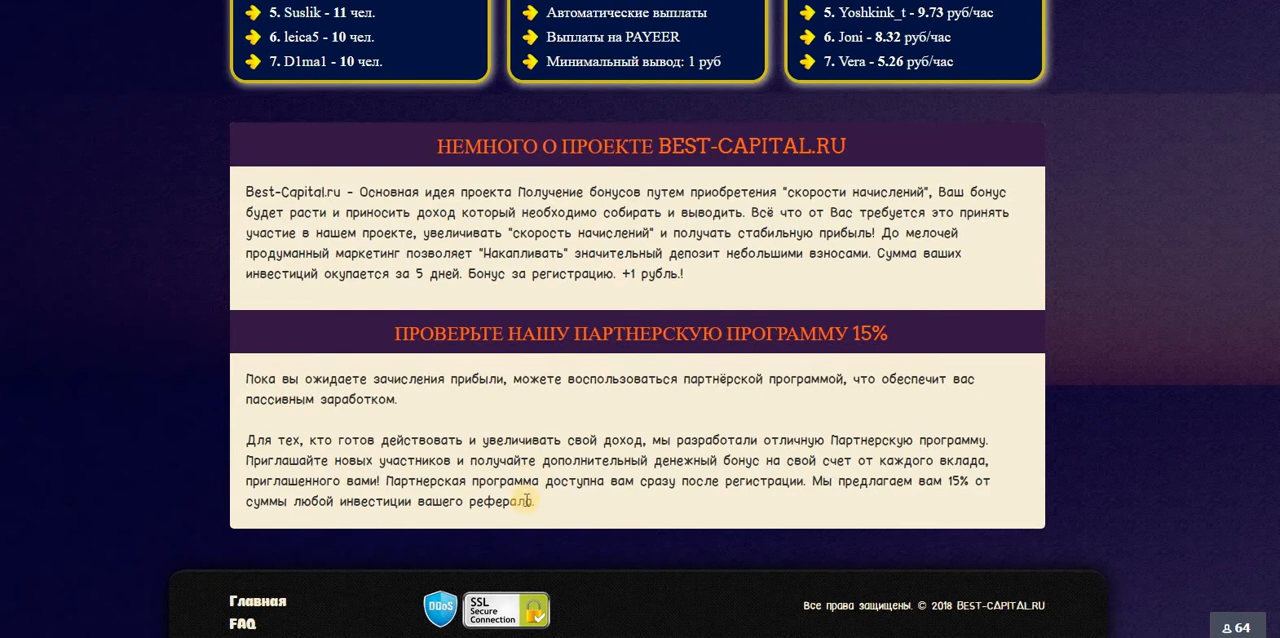 5. Suslik - 11 чел.
6. leica5 - 10 чел.
7. D1ma1 - 10 чел.
Автоматические выплаты
Выплаты на PAYEER
Минимальный вывод: 1 руб
5. Yoshkink_t - 9.73 руб/час
6. Joni - 8.32 руб/час
7. Vera - 5.26 руб/час
НЕМНОГО О ПРОЕКТЕ BEST-CAPITAL.RU
Best-Capital.ru - Основная идея проекта Получение бонусов путем приобретения "скорости начислений", Ваш бонус
будет расти и приносить доход который необходимо собирать и выводить. Всё что от Вас требуется это принять
участие в нашем проекте, увеличивать "скорость начислений" и получать стабильную прибыль! До мелочей
продуманный маркетинг позволяет "Накапливать" значительный депозит небольшими взносами. Сумма ваших
инвестиций окупается за 5 дней. Бонус за регистрацию. +1 рубль.!
ПРОВЕРЬТЕ НАШУ ПАРТНЕРСКУЮ ПРОГРАММУ 15%
Пока вы ожидаете зачисления прибыли, можете воспользоваться партнёрской программой, что обеспечит вас
пассивным заработком.
Для тех, кто готов действовать и увеличивать свой доход, мы разработали отличную Партнерскую программу.
Приглашайте новых участников и получайте дополнительный денежный бонус на свой счет от каждого вклада,
приглашенного вами! Партнерская программа доступна вам сразу после регистрации. Мы предлагаем вам 15% от
суммы любой инвестиции вашего реферала.
Главная
FAQ
DDoS
SSL
Secure
Connection
Все права защищены. © 2018 BEST-CAPITAL.RU
64